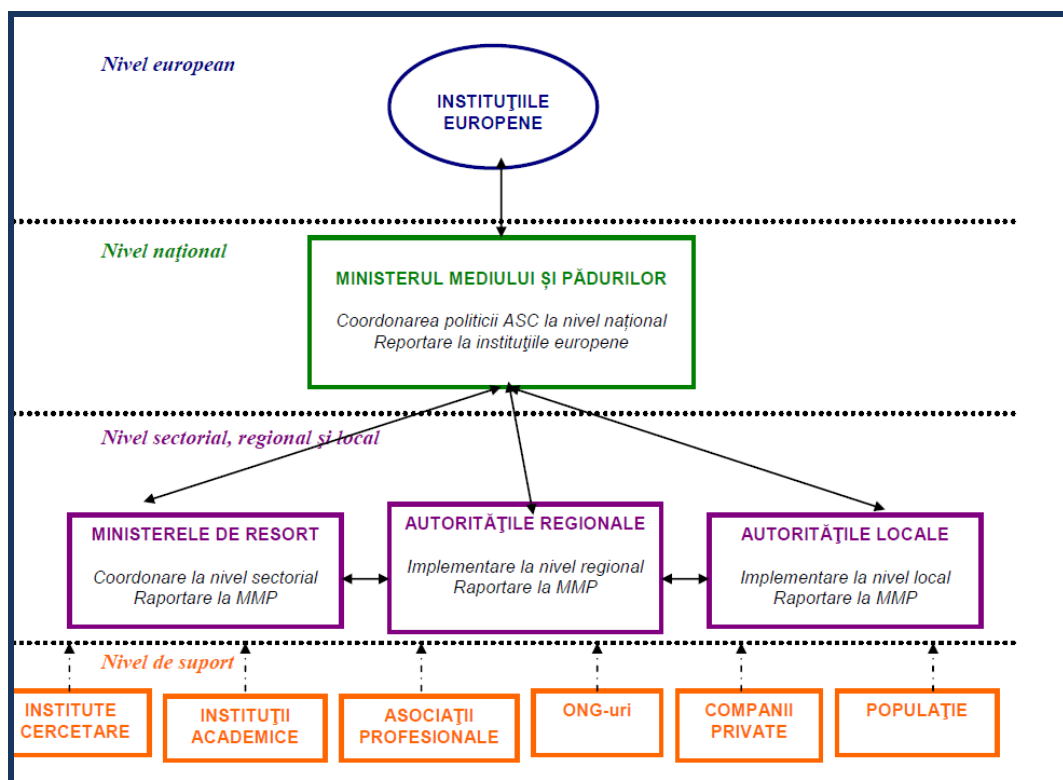 Nivel european
INSTITUŢIILE
EUROPENE
Nivel naţional
MINISTERUL MEDIULUI ȘI PĂDURILOR
Coordonarea politicii ASC la nivel național
Reportare la instituţiile europene
Nivel sectorial, regional şi local
MINISTERELE DE RESORT
Coordonare la nivel sectorial
Raportare la MMP
AUTORITĂŢILE REGIONALE
Implementare la nivel regional
Raportare la MMP
AUTORITĂŢILE LOCALE
Implementare la nivel local
Raportare la MMP
Nivel de suport
INSTITUTE
CERCETARE
INSTITUŢII
ACADEMICE
ASOCIAŢII
PROFESIONALE
ONG-uri
COMPANII
PRIVATE
POPULAŢIE